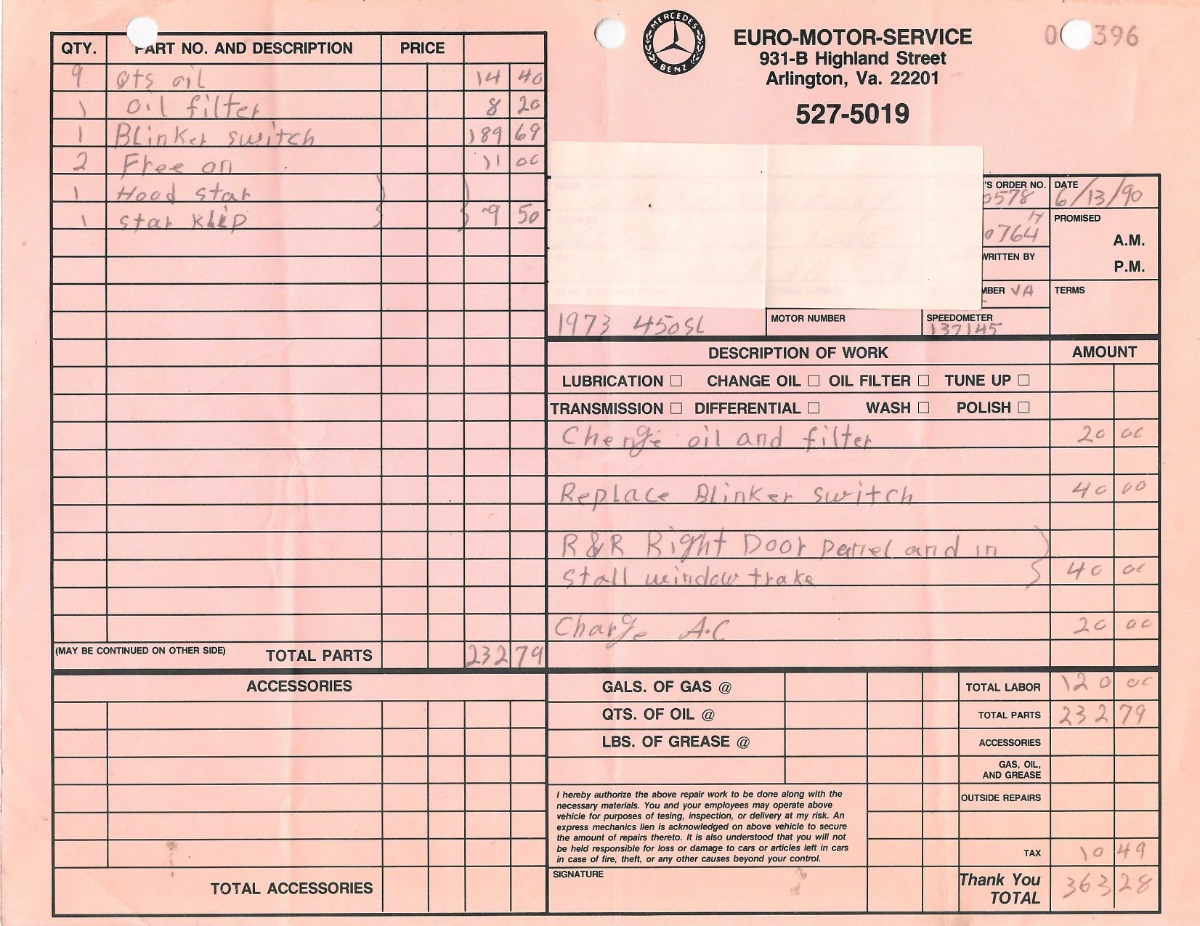 QTY. PART NO. AND DESCRIPTION PRICE
9 Qts oil 14 40
1 oil filter 8 20
1 Blinker switch 189 69
2 Free on 11 00
1 Hood star
1 Star klip 9 50
(MAY BE CONTINUED ON OTHER SIDE) TOTAL PARTS 232 79
ACCESSORIES
TOTAL ACCESSORIES
MERCEDES
BENZ
EURO-MOTOR-SERVICE
931-B Highland Street
Arlington, Va. 22201
527-5019
396
'S ORDER NO. 0578
DATE 6/13/90
H
0764
PROMISED
A.M.
P.M.
WRITTEN BY
MBER VA
TERMS
1973 450SL
MOTOR NUMBER
SPEEDOMETER
137145
DESCRIPTION OF WORK AMOUNT
LUBRICATION □ CHANGE OIL □ OIL FILTER □ TUNE UP □
TRANSMISSION □ DIFFERENTIAL □ WASH □ POLISH □
Chenge oil and filter 20 00
Replace Blinker switch 40 00
R&R Right Door panel and in
stall window trake 40 00
Charge A.C 20 00
GALS. OF GAS @ TOTAL LABOR 120 00
QTS. OF OIL @ TOTAL PARTS 232 79
LBS. OF GREASE @ ACCESSORIES
GAS, OIL,
AND GREASE
OUTSIDE REPAIRS
I hereby authorize the above repair work to be done along with the
necessary materials. You and your employees may operate above
vehicle for purposes of tesing, inspection, or delivery at my risk. An
express mechanics lien is acknowledged on above vehicle to secure
the amount of repairs thereto. It is also understood that you will not
be held responsible for loss or damage to cars or articles left in cars
in case of fire, theft, or any other causes beyond your control.
TAX 10 49
SIGNATURE
Thank You
TOTAL 363 28